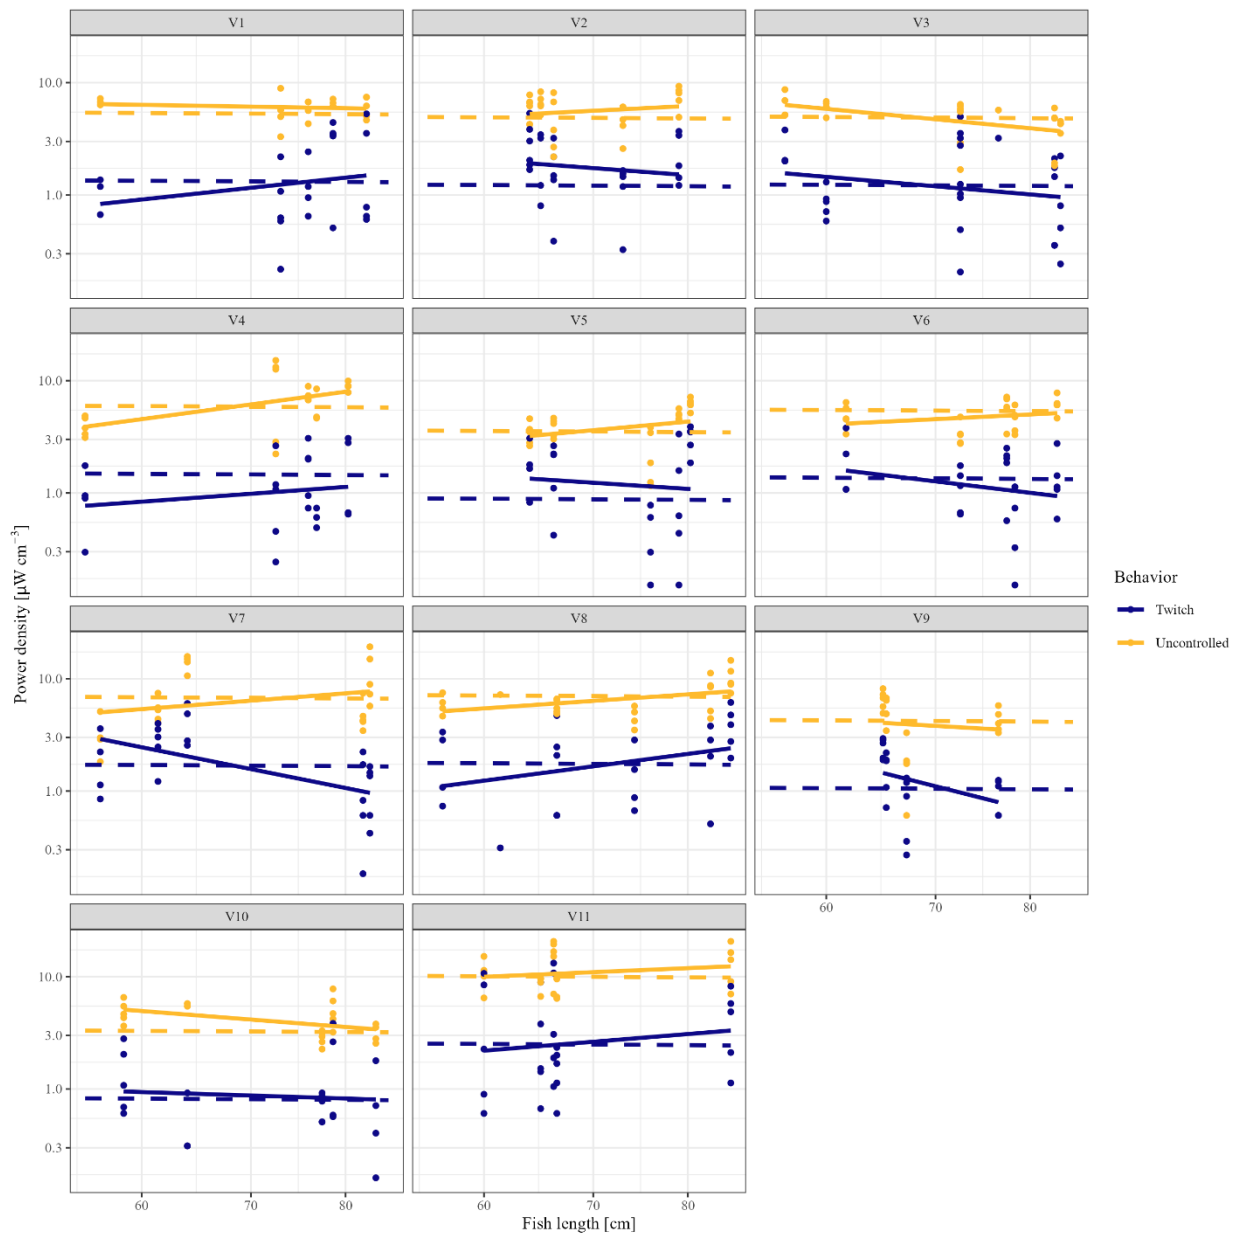 V1 V2 V3
10.0
3.0
1.0
0.3
V4 V5 V6
10.0
3.0
1.0
0.3
V7 V8 V9
10.0
3.0
1.0
0.3
60 70 80
V10 V11
10.0
3.0
1.0
0.3
60 70 80 60 70 80
Fish length [cm]
Power density [µW cm⁻³]
Behavior
Twitch
Uncontrolled